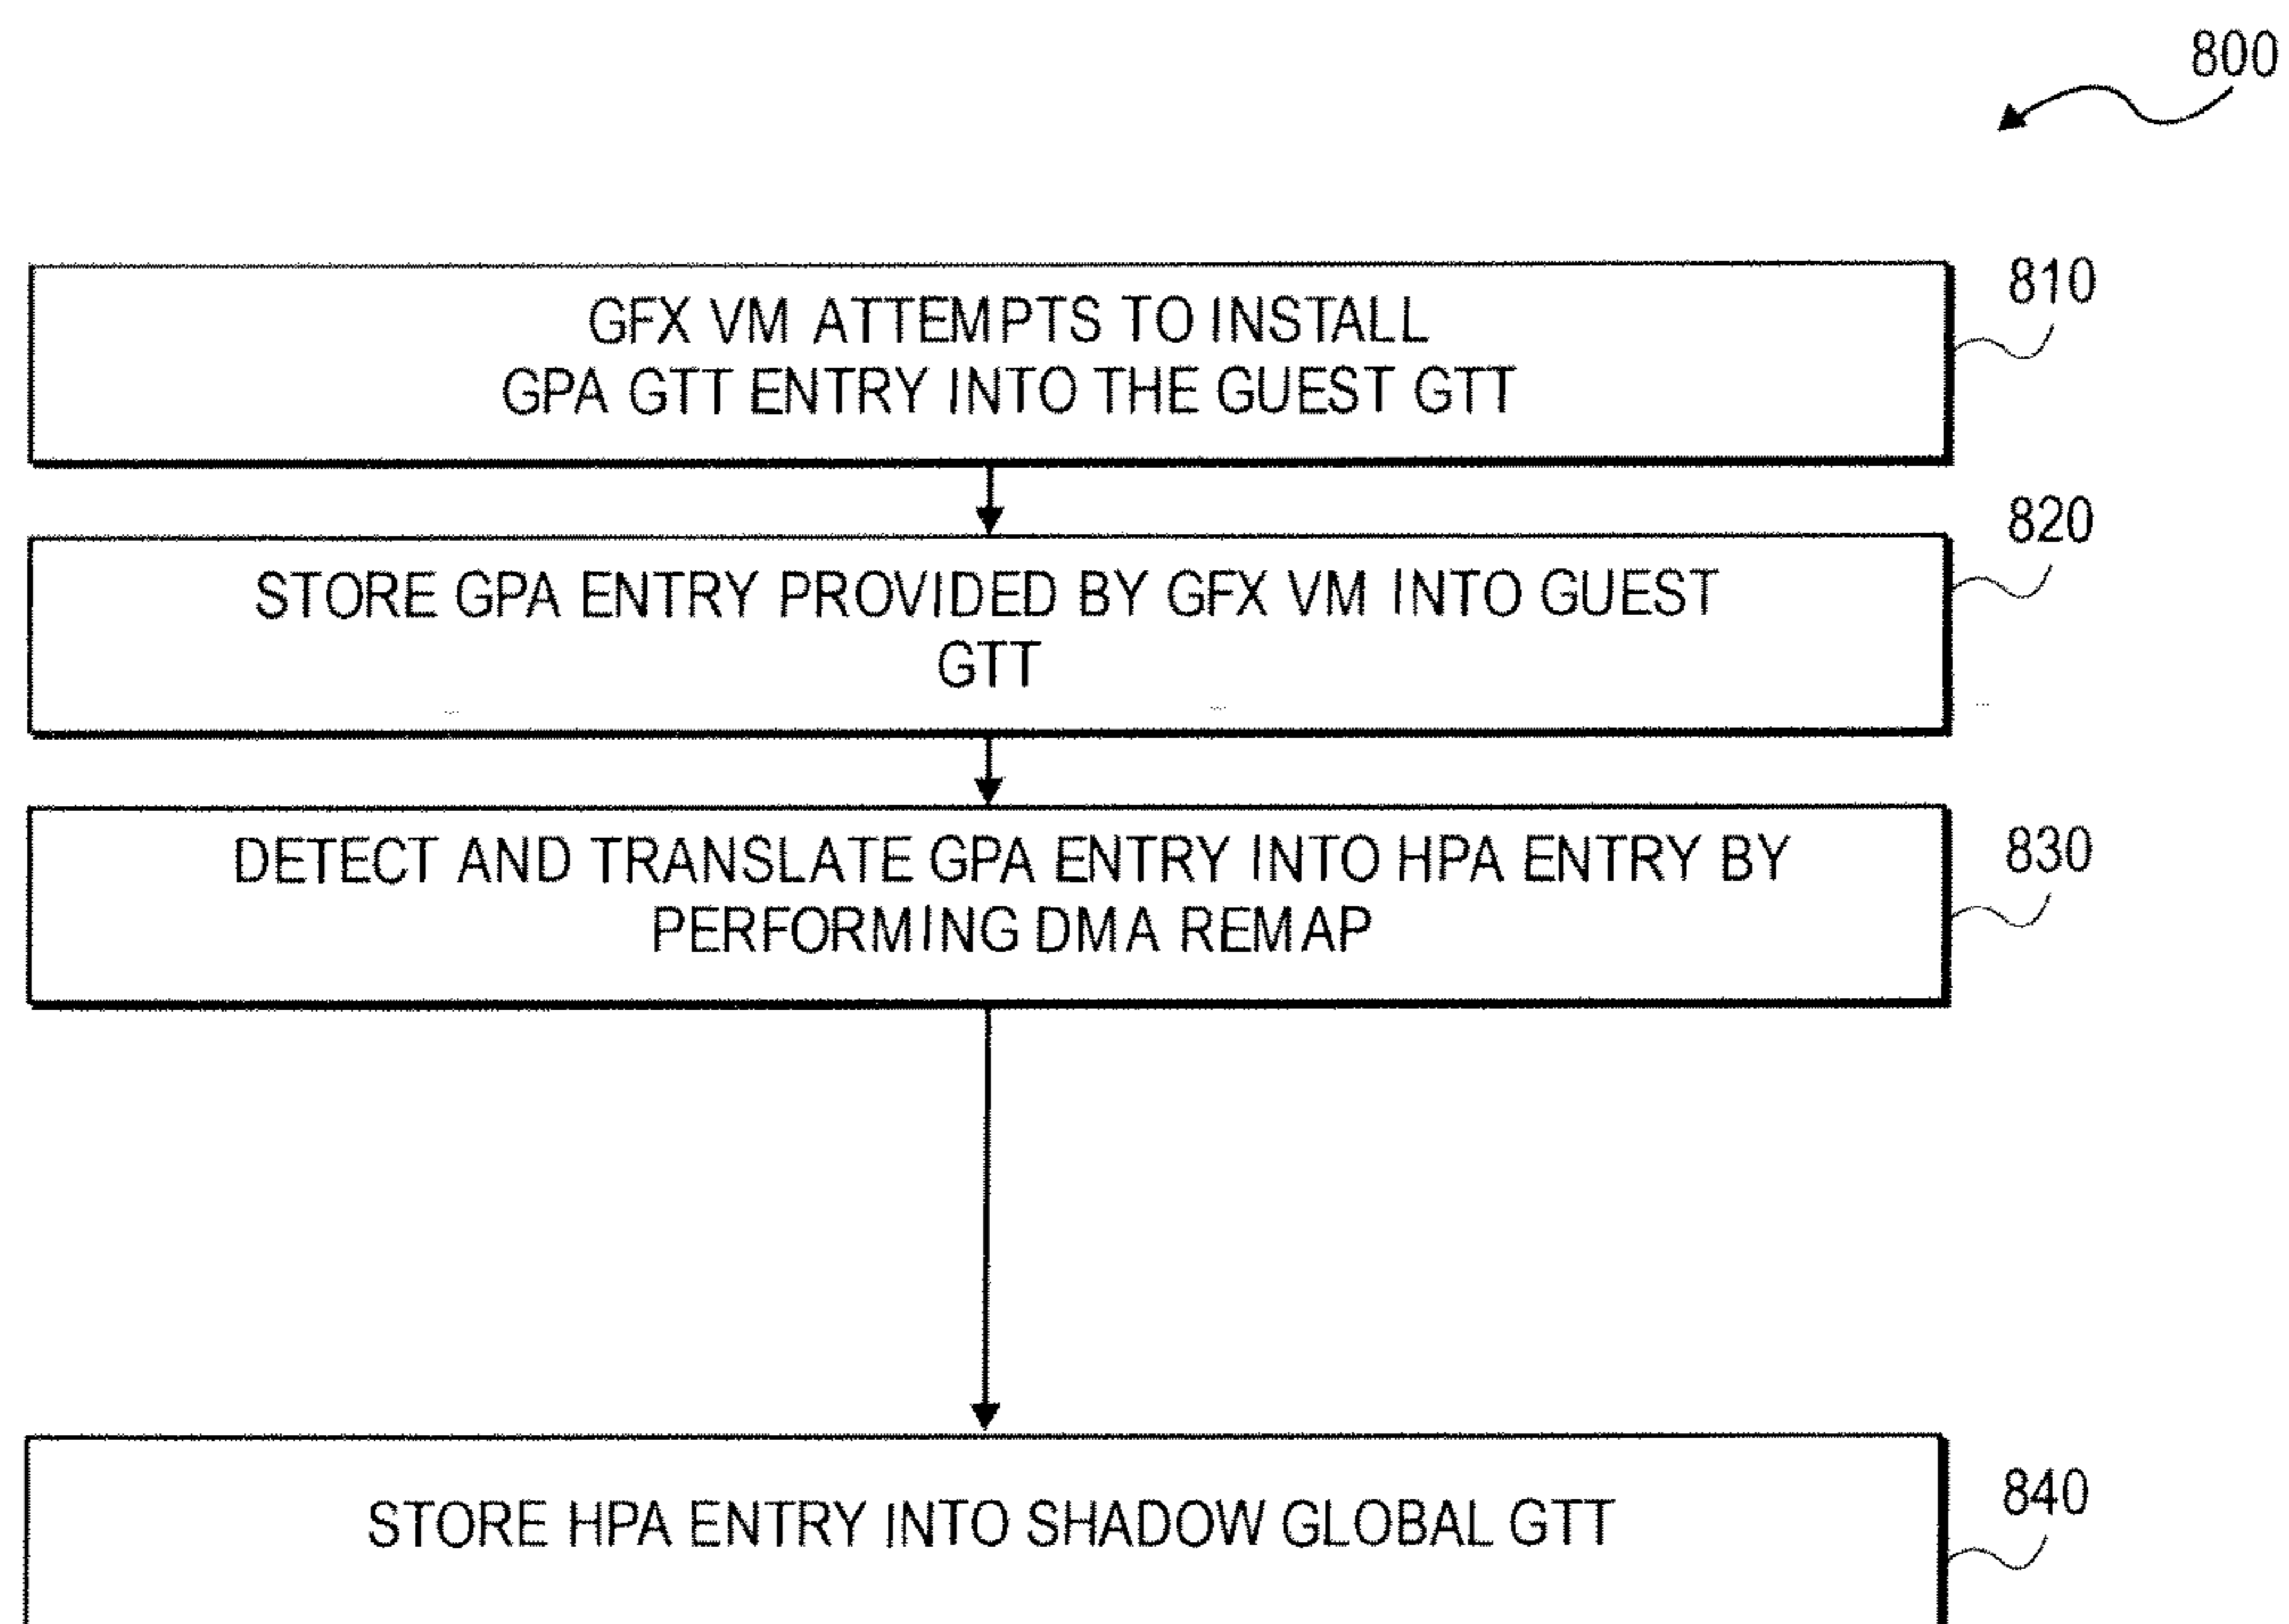 800
GFX VM ATTEMPTS TO INSTALL
GPA GTT ENTRY INTO THE GUEST GTT
810
STORE GPA ENTRY PROVIDED BY GFX VM INTO GUEST
GTT
820
DETECT AND TRANSLATE GPA ENTRY INTO HPA ENTRY BY
PERFORMING DMA REMAP
830
STORE HPA ENTRY INTO SHADOW GLOBAL GTT
840